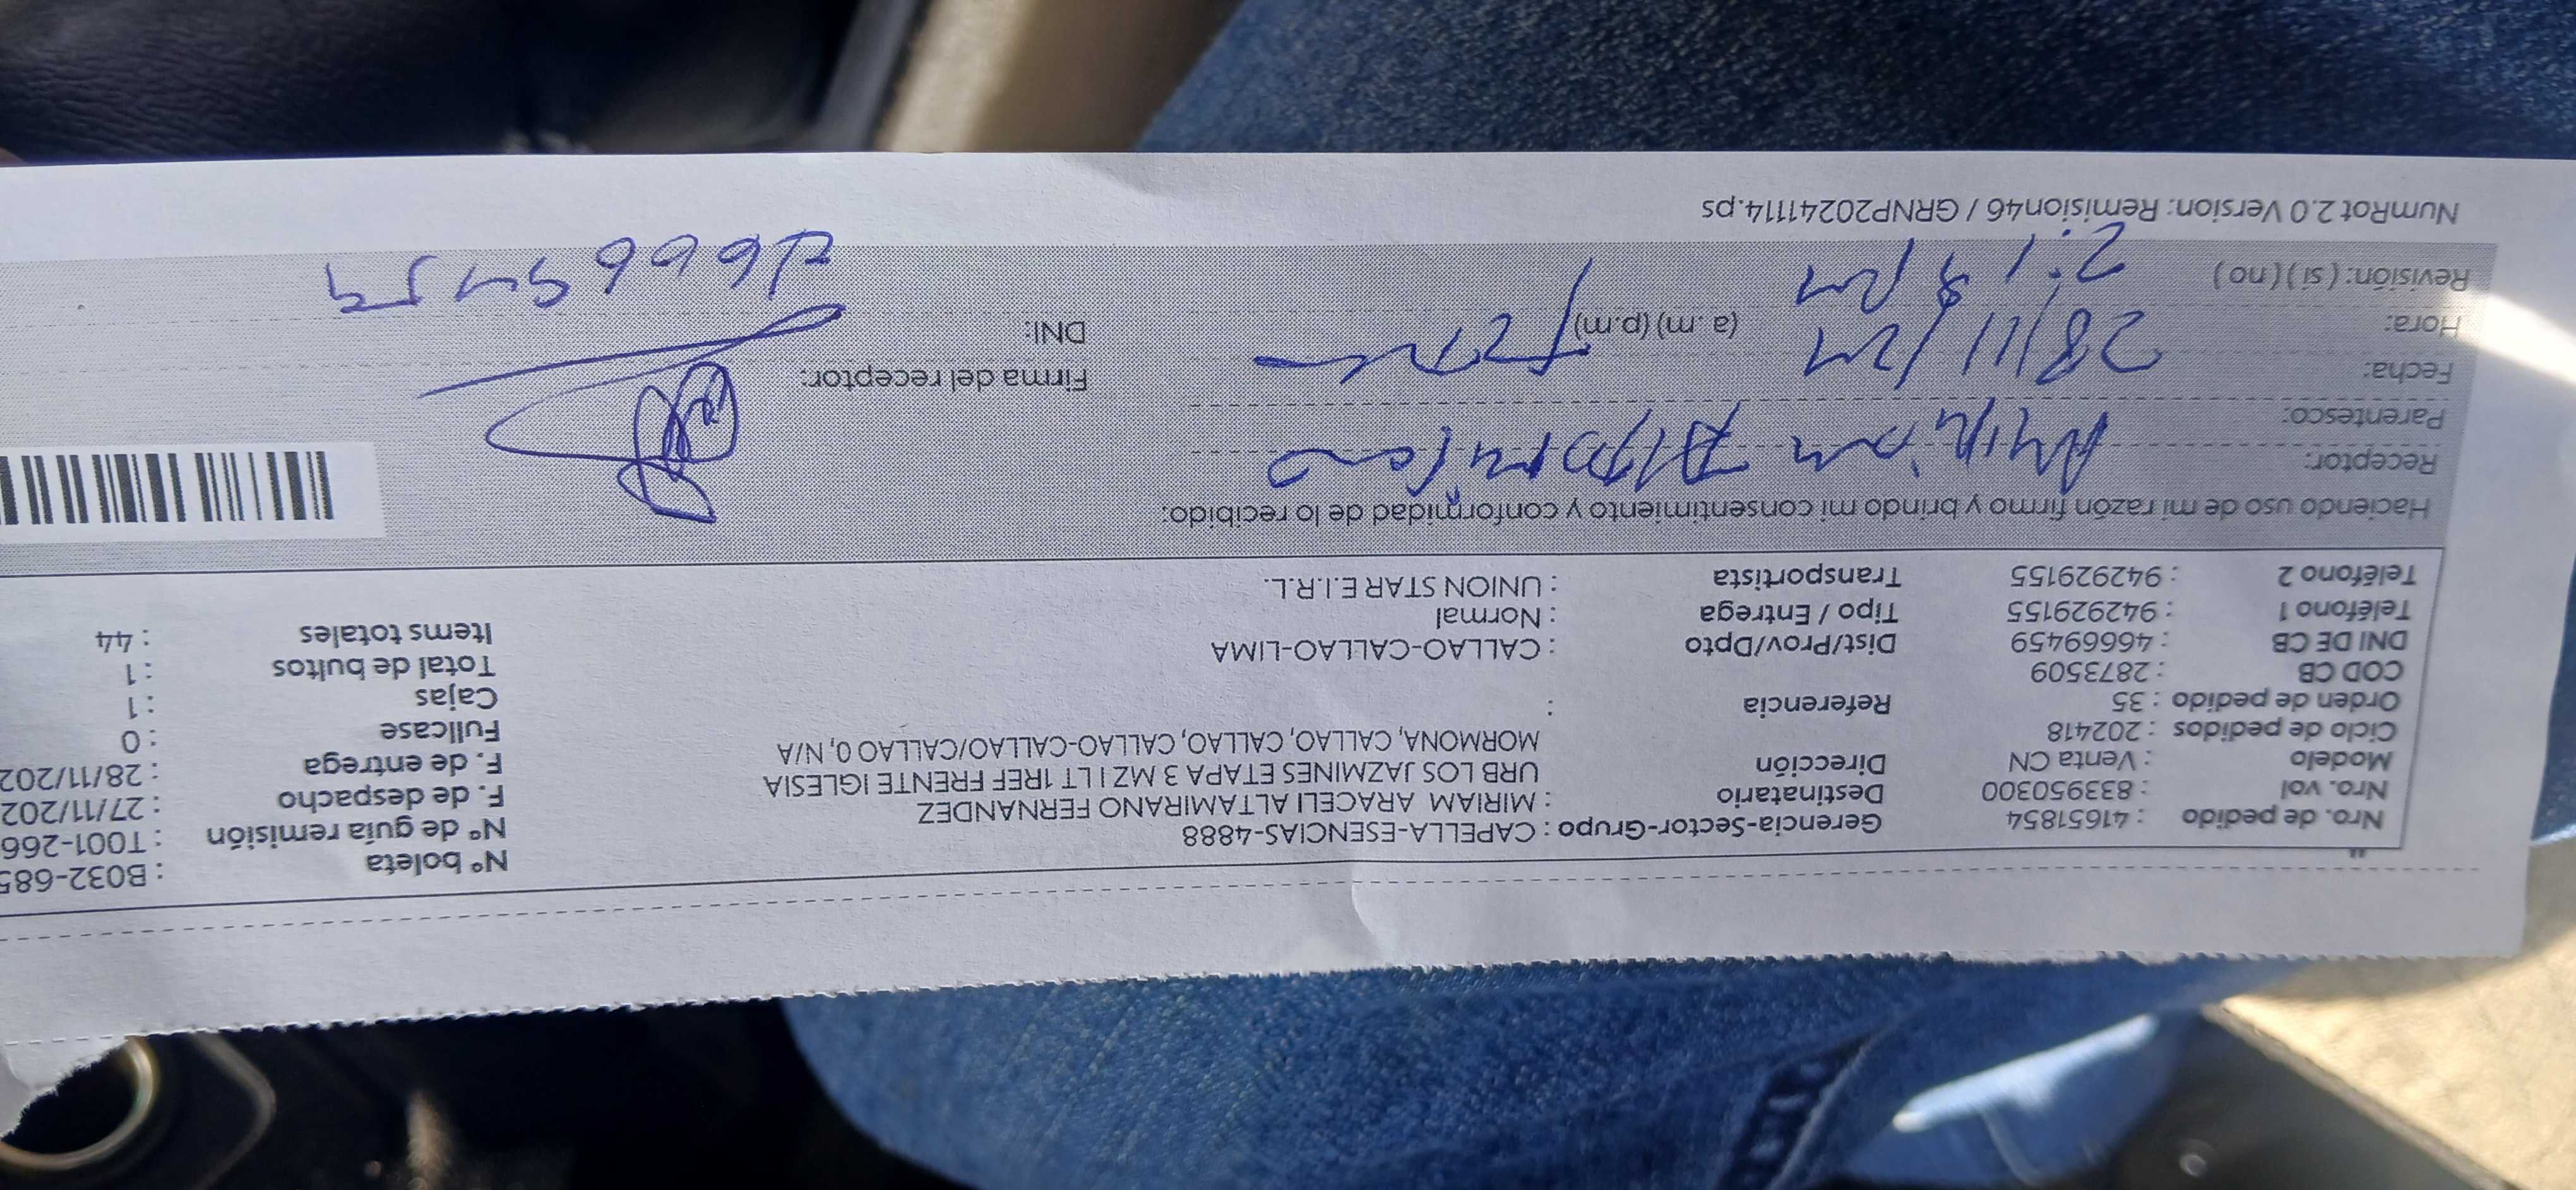 Nro. de pedido : 41651854
Nro. vol : 833950300
Modelo : Venta CN
Ciclo de pedidos : 202418
Orden de pedido : 35
COD CB : 2873509
DNI DE CB : 46669459
Teléfono 1 : 942929155
Teléfono 2 : 942929155
Gerencia-Sector-Grupo : CAPELLA-ESENCIAS-4888
Destinatario : MIRIAM ARACELI ALTAMIRANO FERNANDEZ
Dirección URB LOS JAZMINES ETAPA 3 MZ I LT 1REF FRENTE IGLESIA
MORMONA, CALLAO, CALLAO, CALLAO-CALLAO/CALLAO 0, N/A
Referencia :
Dist/Prov/Dpto : CALLAO-CALLAO-LIMA
Tipo / Entrega : Normal
Transportista : UNION STAR E.I.R.L.
N° boleta : B032-685
N° de guía remisión : T001-266
F. de despacho : 27/11/202
F. de entrega : 28/11/202
Fullcase : 0
Cajas : 1
Total de bultos : 1
Items totales : 44
Haciendo uso de mi razón firmo y brindo mi consentimiento y conformidad de lo recibido:
Receptor: Miriam Altamirano
Parentesco:
Fecha: 28/11/24
Hora: (a .m) (p.m)
Revisión: ( sí ) ( no )
Firma del receptor:
DNI: 46669459
NumRot 2.0 Version: Remision46 / GRNP20241114.ps